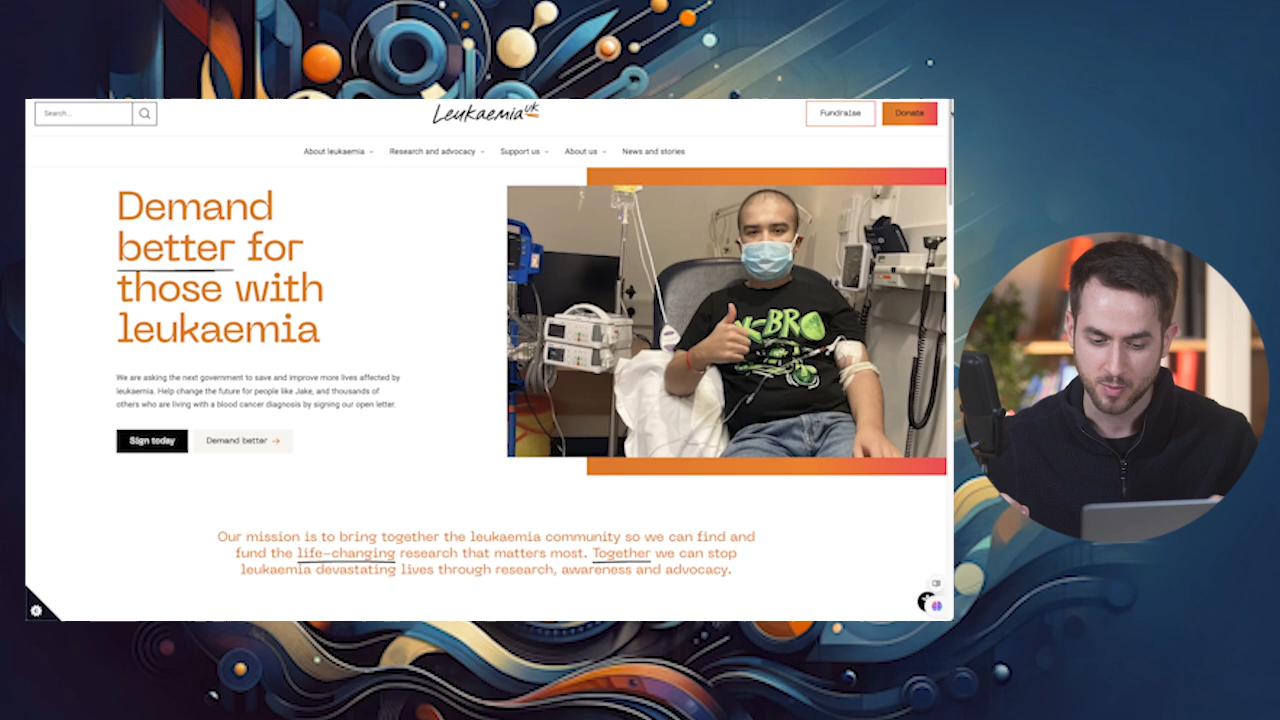 Search...
Leukaemia UK
Fundraise
Donate
About leukaemia
Research and advocacy
Support us
About us
News and stories
Demand
better for
those with
leukaemia
We are asking the next government to save and improve more lives affected by
leukaemia. Help change the future for people like Jake, and thousands of
others who are living with a blood cancer diagnosis by signing our open letter.
Sign today
Demand better →
Our mission is to bring together the leukaemia community so we can find and
fund the life-changing research that matters most. Together we can stop
leukaemia devastating lives through research, awareness and advocacy.